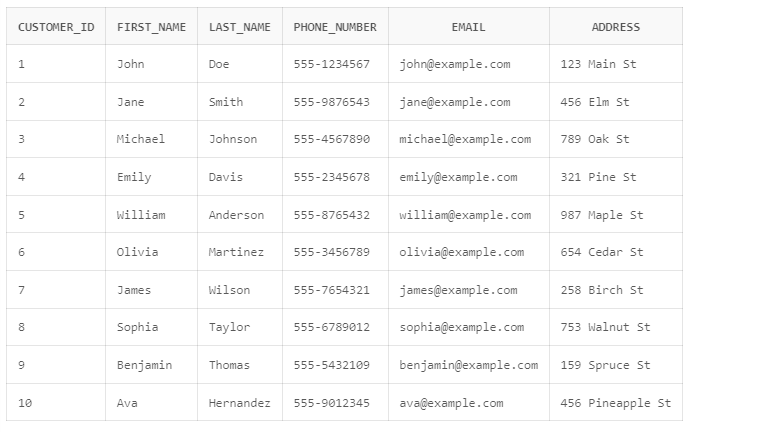 CUSTOMER_ID FIRST_NAME LAST_NAME PHONE_NUMBER EMAIL ADDRESS
1 John Doe 555-1234567 john@example.com 123 Main St
2 Jane Smith 555-9876543 jane@example.com 456 Elm St
3 Michael Johnson 555-4567890 michael@example.com 789 Oak St
4 Emily Davis 555-2345678 emily@example.com 321 Pine St
5 William Anderson 555-8765432 william@example.com 987 Maple St
6 Olivia Martinez 555-3456789 olivia@example.com 654 Cedar St
7 James Wilson 555-7654321 james@example.com 258 Birch St
8 Sophia Taylor 555-6789012 sophia@example.com 753 Walnut St
9 Benjamin Thomas 555-5432109 benjamin@example.com 159 Spruce St
10 Ava Hernandez 555-9012345 ava@example.com 456 Pineapple St